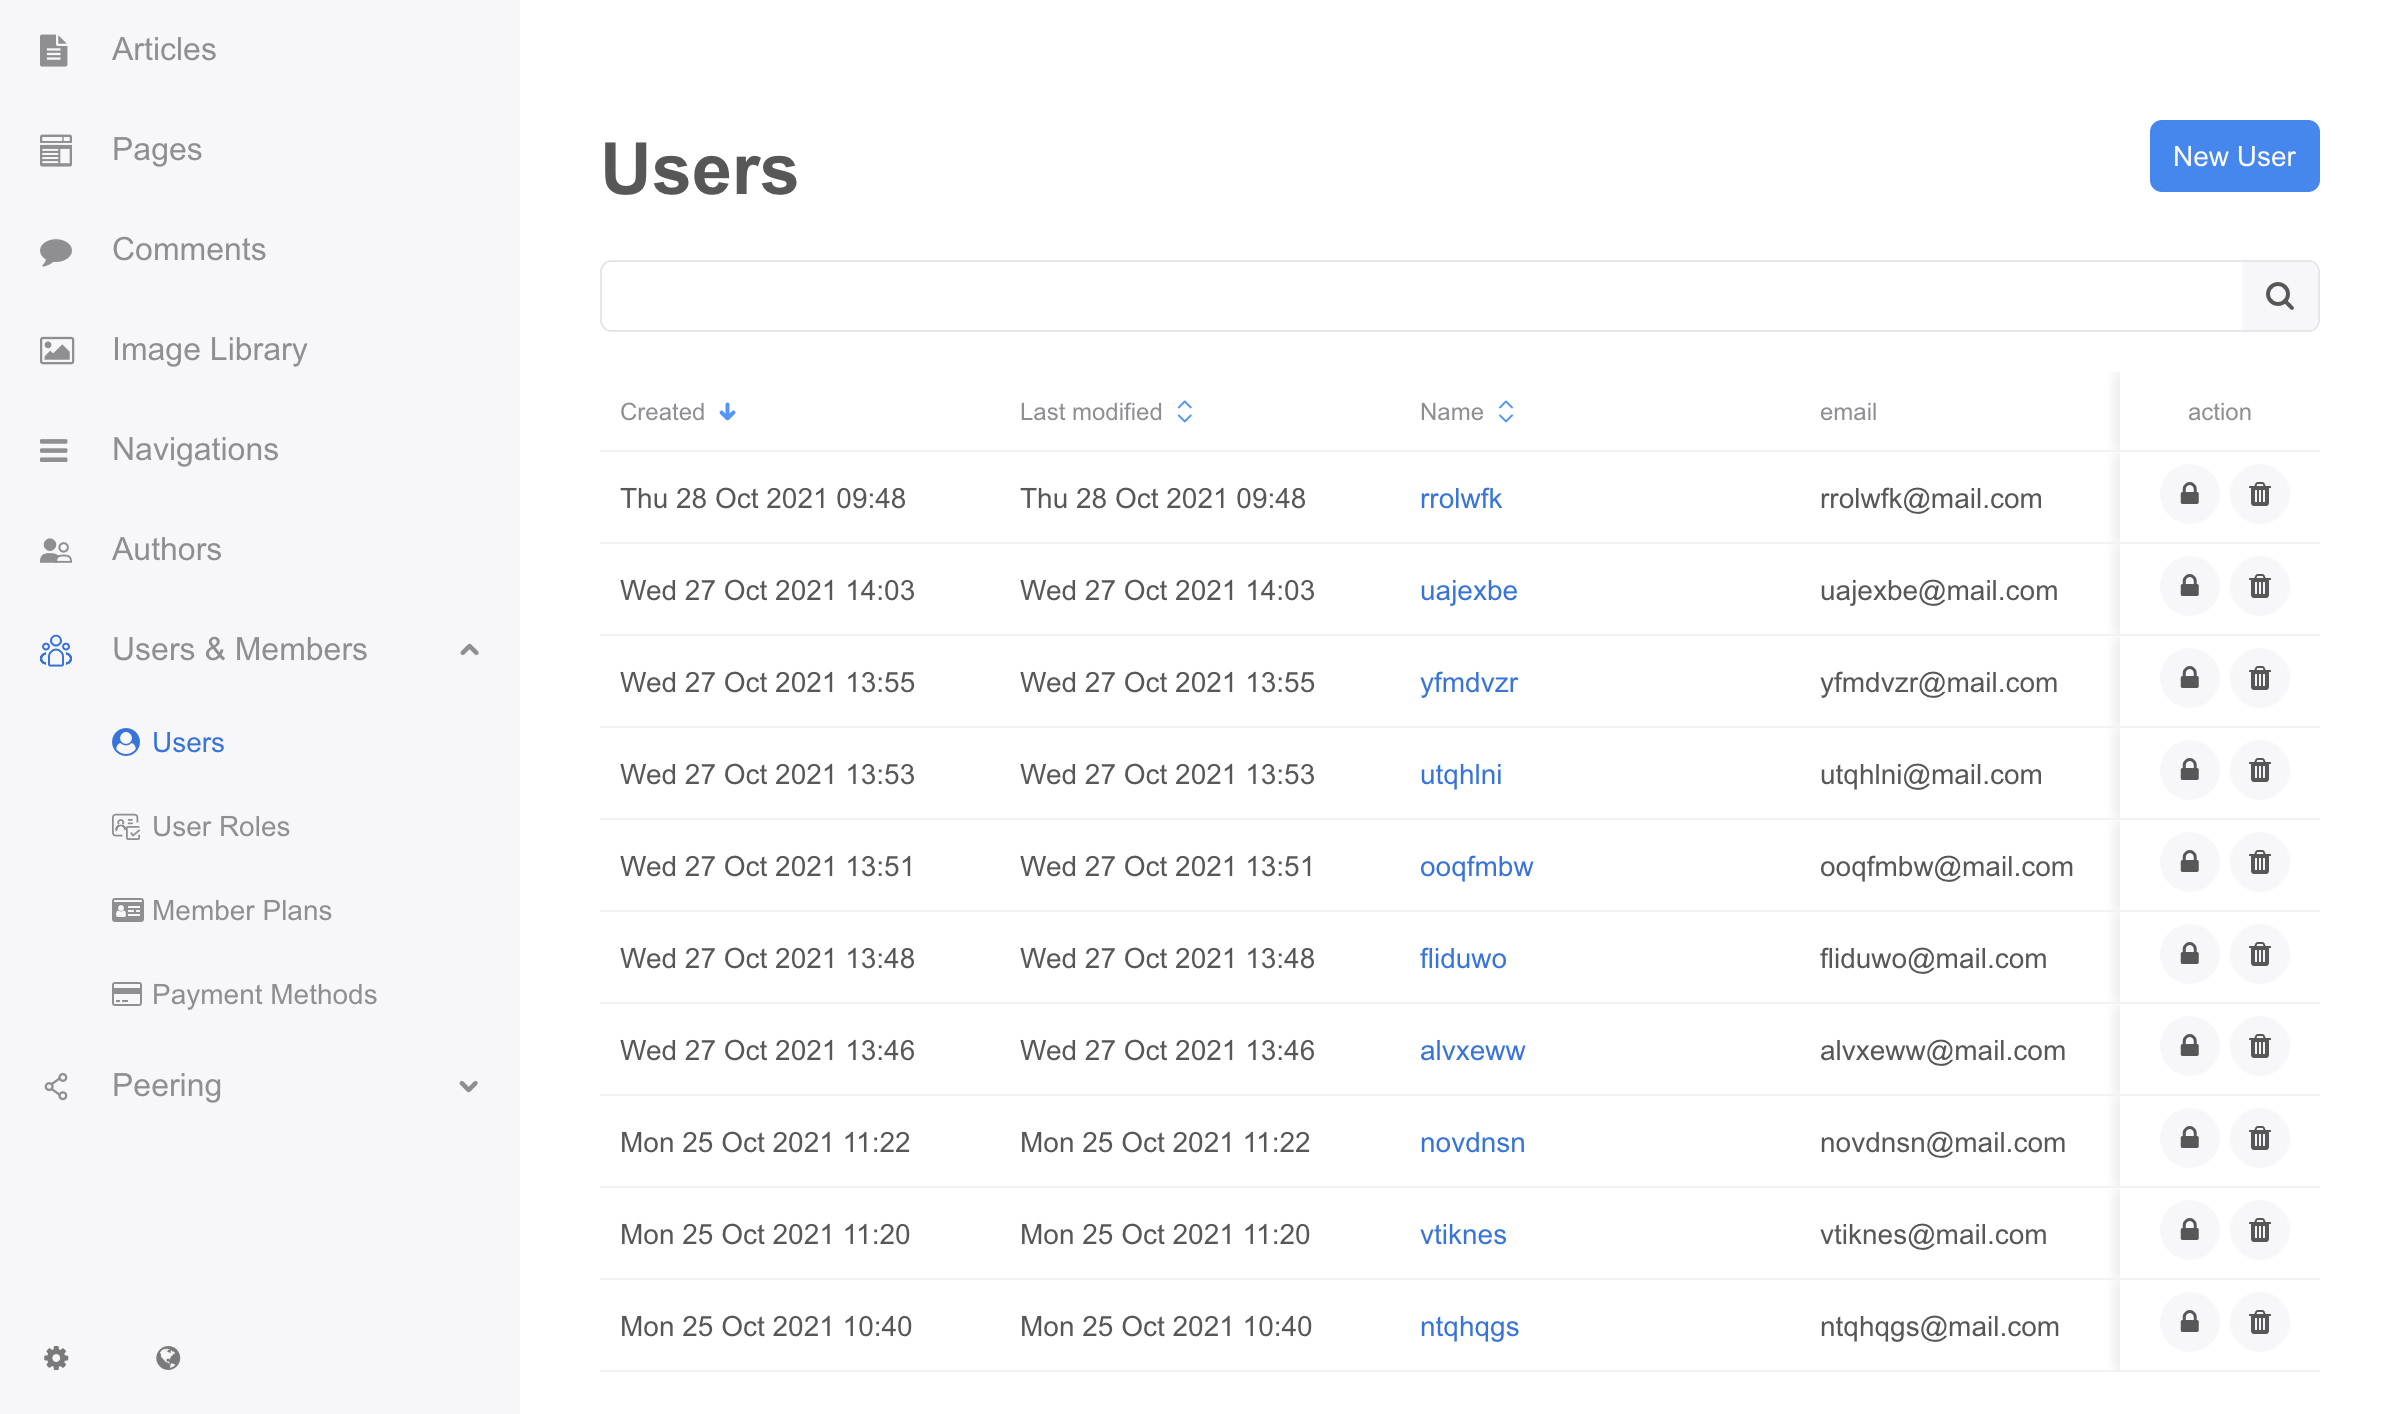 Articles
Pages
Comments
Image Library
Navigations
Authors
Users & Members
Users
User Roles
Member Plans
Payment Methods
Peering
Users
New User
Created Last modified Name email action
Thu 28 Oct 2021 09:48 Thu 28 Oct 2021 09:48 rrolwfk rrolwfk@mail.com
Wed 27 Oct 2021 14:03 Wed 27 Oct 2021 14:03 uajexbe uajexbe@mail.com
Wed 27 Oct 2021 13:55 Wed 27 Oct 2021 13:55 yfmdvzr yfmdvzr@mail.com
Wed 27 Oct 2021 13:53 Wed 27 Oct 2021 13:53 utqhlni utqhlni@mail.com
Wed 27 Oct 2021 13:51 Wed 27 Oct 2021 13:51 ooqfmbw ooqfmbw@mail.com
Wed 27 Oct 2021 13:48 Wed 27 Oct 2021 13:48 fliduwo fliduwo@mail.com
Wed 27 Oct 2021 13:46 Wed 27 Oct 2021 13:46 alvxeww alvxeww@mail.com
Mon 25 Oct 2021 11:22 Mon 25 Oct 2021 11:22 novdnsn novdnsn@mail.com
Mon 25 Oct 2021 11:20 Mon 25 Oct 2021 11:20 vtiknes vtiknes@mail.com
Mon 25 Oct 2021 10:40 Mon 25 Oct 2021 10:40 ntqhqgs ntqhqgs@mail.com